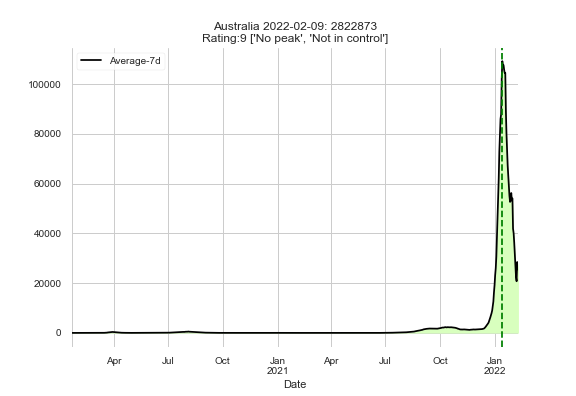 Australia 2022-02-09: 2822873
Rating:9 ['No peak', 'Not in control']
Average-7d
100000
80000
60000
40000
20000
0
Apr Jul Oct Jan Apr Jul Oct Jan
2021 2022
Date